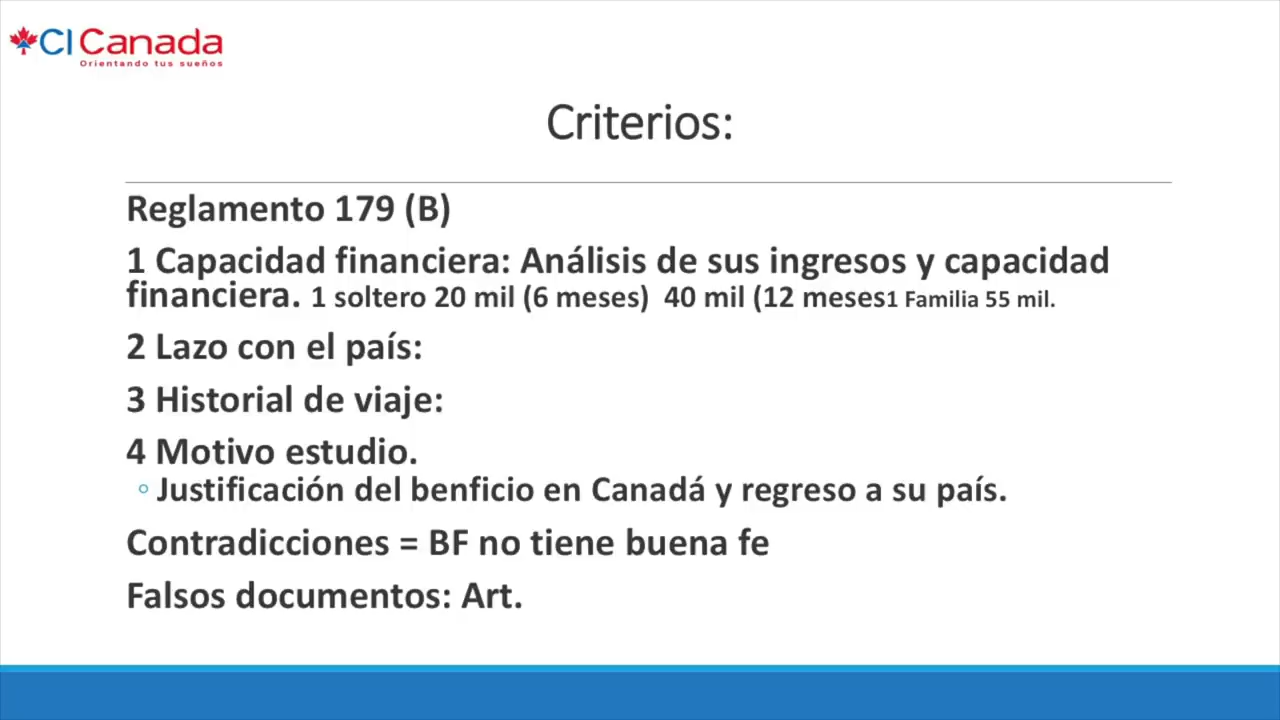 CI Canada
Orientando tus sueños
Criterios:
Reglamento 179 (B)
1 Capacidad financiera: Análisis de sus ingresos y capacidad
financiera. 1 soltero 20 mil (6 meses) 40 mil (12 meses1 Familia 55 mil.
2 Lazo con el país:
3 Historial de viaje:
4 Motivo estudio.
◦ Justificación del benficio en Canadá y regreso a su país.
Contradicciones = BF no tiene buena fe
Falsos documentos: Art.